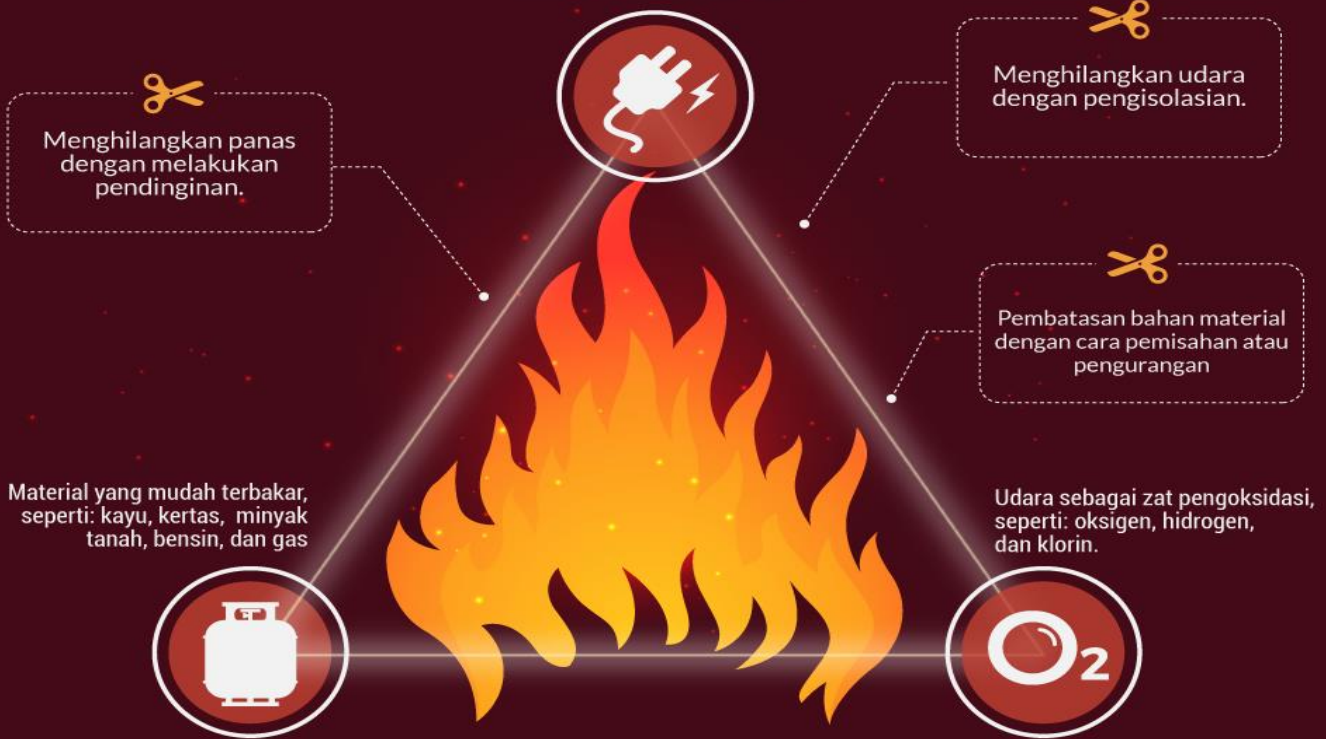 Menghilangkan panas
dengan melakukan
pendinginan.
Menghilangkan udara
dengan pengisolasian.
Pembatasan bahan material
dengan cara pemisahan atau
pengurangan
Material yang mudah terbakar,
seperti: kayu, kertas, minyak
tanah, bensin, dan gas
Udara sebagai zat pengoksidasi,
seperti: oksigen, hidrogen,
dan klorin.
O2